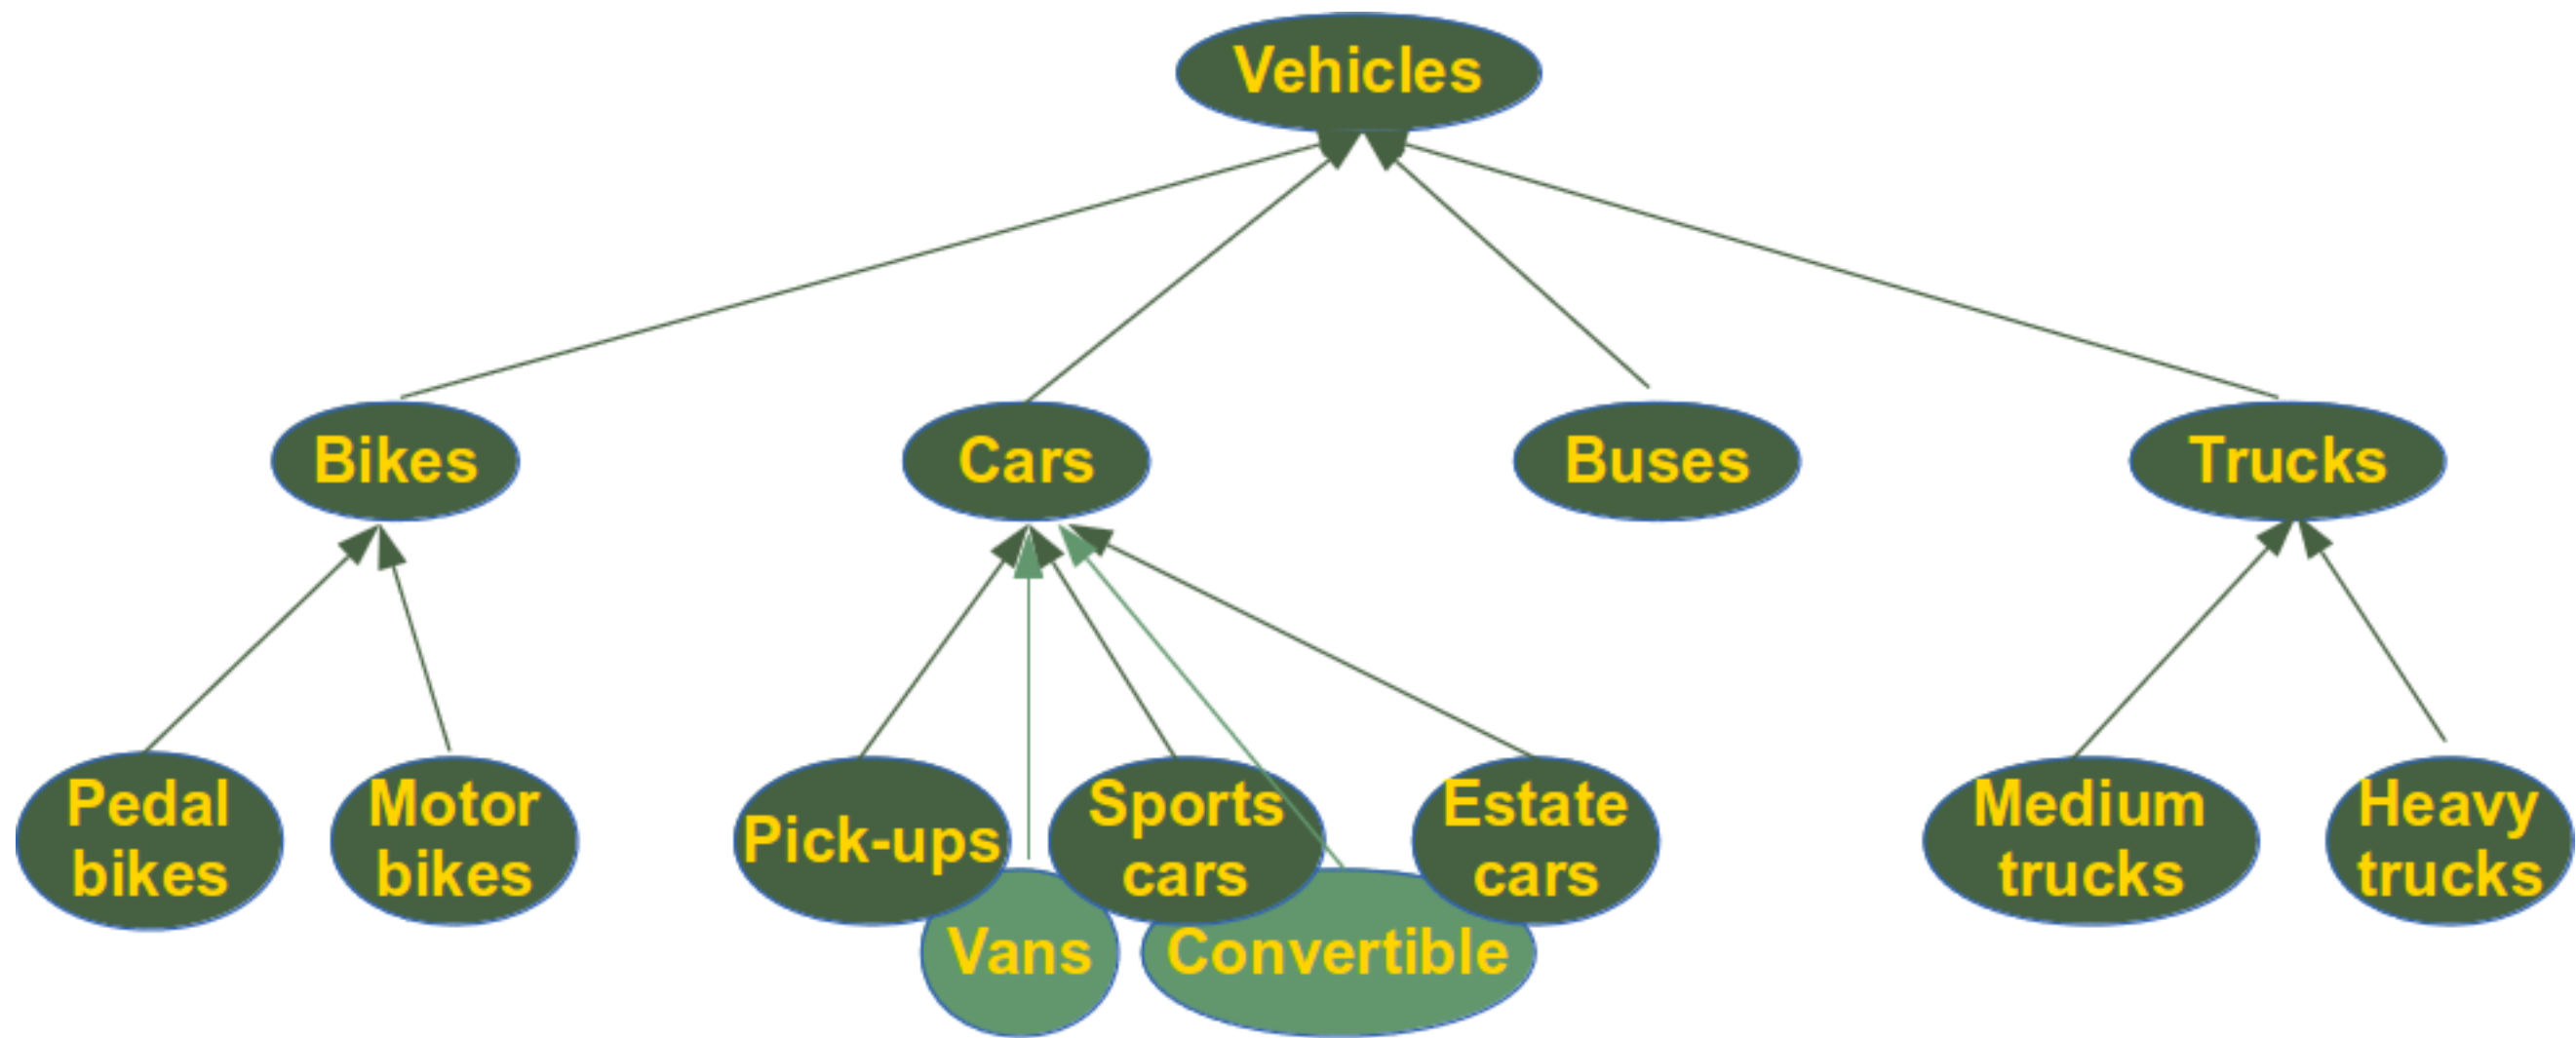 Vehicles
Bikes
Cars
Buses
Trucks
Pedal
bikes
Motor
bikes
Pick-ups
Sports
cars
Estate
cars
Medium
trucks
Heavy
trucks
Vans
Convertible